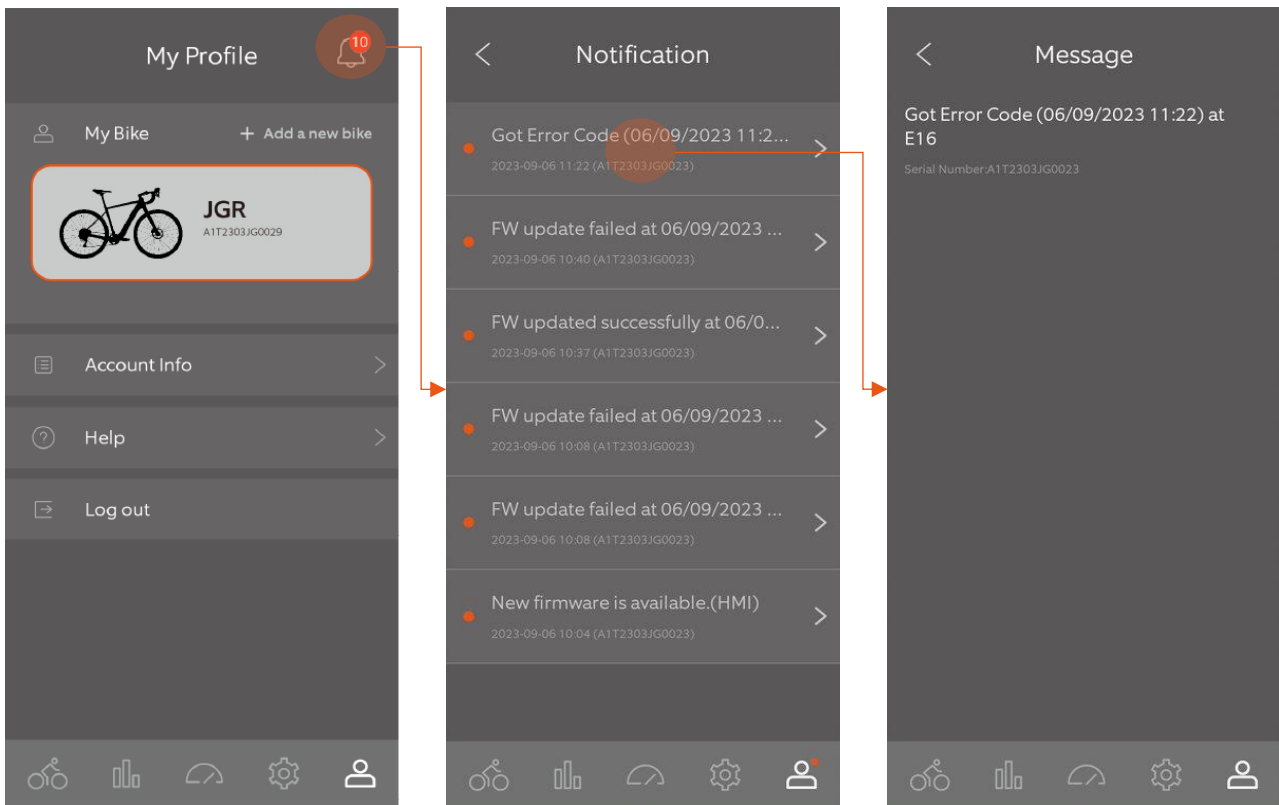 My Profile
10
My Bike
+ Add a new bike
JGR
A1T2303JG0029
Account Info
Help
Log out
Notification
Got Error Code (06/09/2023 11:2...
2023-09-06 11:22 (A1T2303JG0023)
FW update failed at 06/09/2023 ...
2023-09-06 10:40 (A1T2303JG0023)
FW updated successfully at 06/0...
2023-09-06 10:37 (A1T2303JG0023)
FW update failed at 06/09/2023 ...
2023-09-06 10:08 (A1T2303JG0023)
FW update failed at 06/09/2023 ...
2023-09-06 10:08 (A1T2303JG0023)
New firmware is available.(HMI)
2023-09-06 10:04 (A1T2303JG0023)
Message
Got Error Code (06/09/2023 11:22) at
E16
Serial Number:A1T2303JG0023